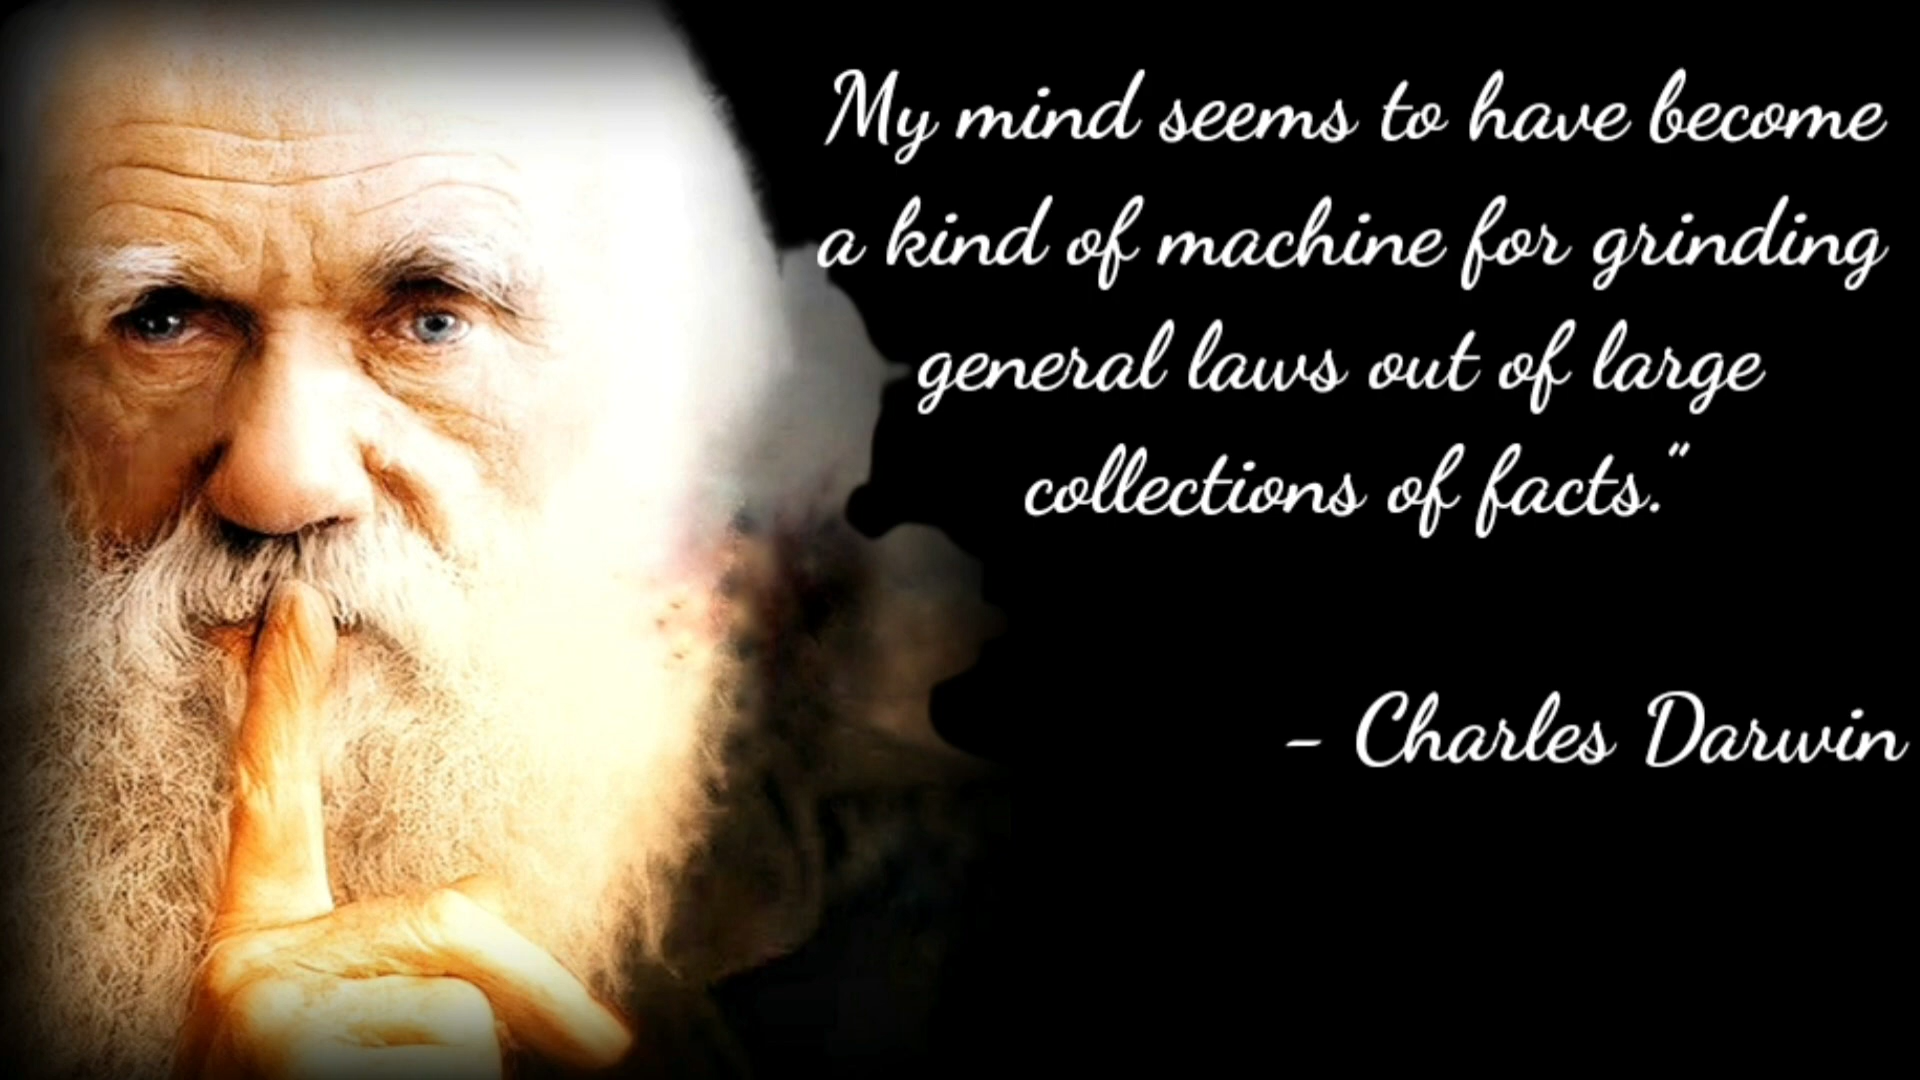 My mind seems to have become
a kind of machine for grinding
general laws out of large
collections of facts.”
- Charles Darwin